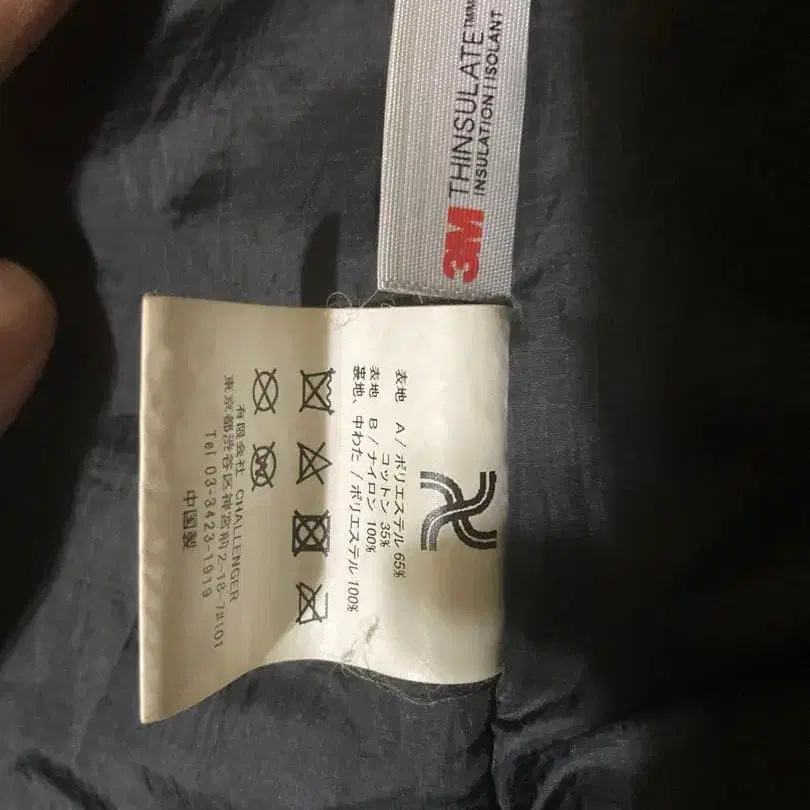 3M THINSULATE™
INSULATION | ISOLANT
表地 A/ポリエステル 65%
コットン 35%
表地 B/ナイロン 100%
裏地、中わた/ポリエステル 100%
有限会社 CHALLENGER
東京都渋谷区神宮前2-18-7#101
Tel 03-3423-1919
中国製